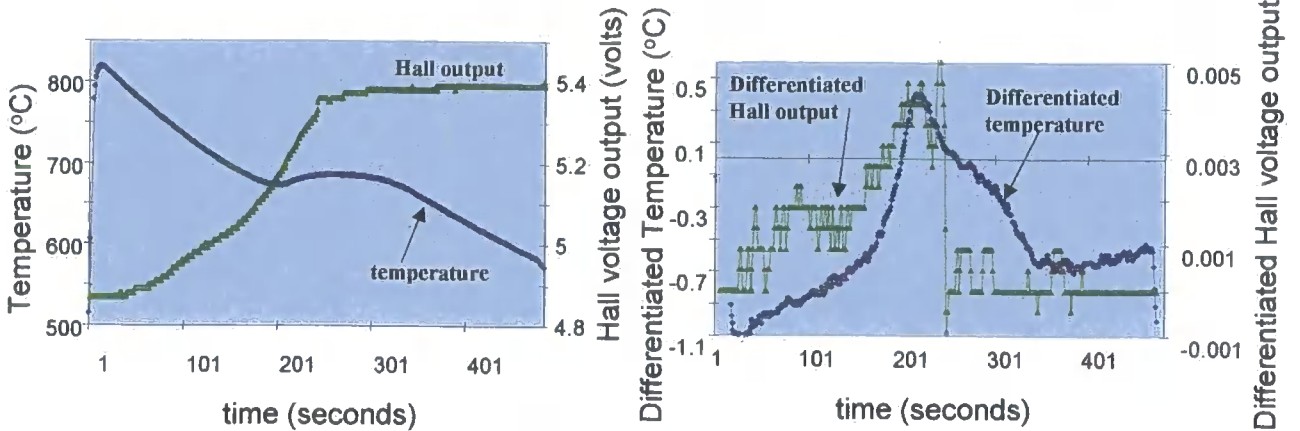 Temperature (°C)
800
700
600
500
Hall output
temperature
1
101
201
301
401
time (seconds)
5.4
5.2
5
4.8
Hall voltage output (volts)
Differentiated Temperature (°C)
0.5
0.1
-0.3
-0.7
-1.1
Differentiated
Hall output
Differentiated
temperature
1
101
201
301
401
time (seconds)
0.005
0.003
0.001
-0.001
Differentiated Hall voltage output